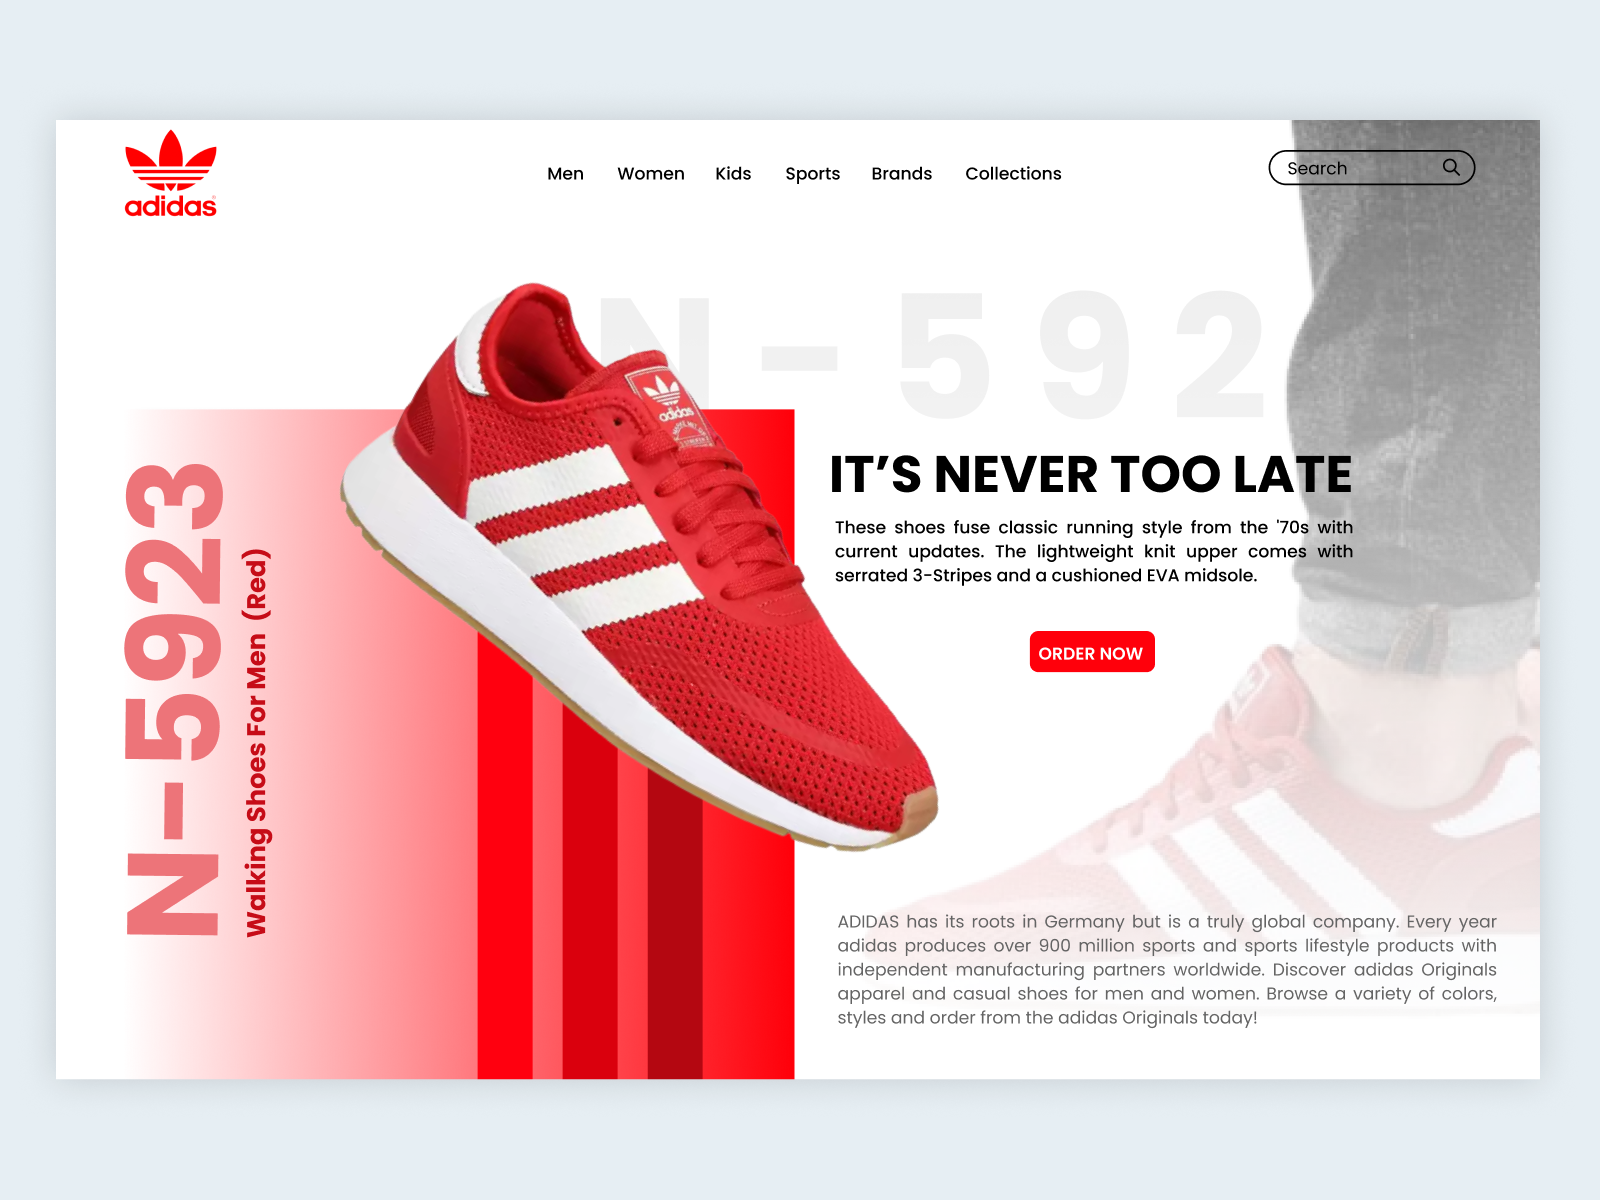 adidas
Men Women Kids Sports Brands Collections
Search
N-592
adidas
N-5923
Walking Shoes For Men (Red)
IT’S NEVER TOO LATE
These shoes fuse classic running style from the '70s with
current updates. The lightweight knit upper comes with
serrated 3-Stripes and a cushioned EVA midsole.
ORDER NOW
ADIDAS has its roots in Germany but is a truly global company. Every year
adidas produces over 900 million sports and sports lifestyle products with
independent manufacturing partners worldwide. Discover adidas Originals
apparel and casual shoes for men and women. Browse a variety of colors,
styles and order from the adidas Originals today!